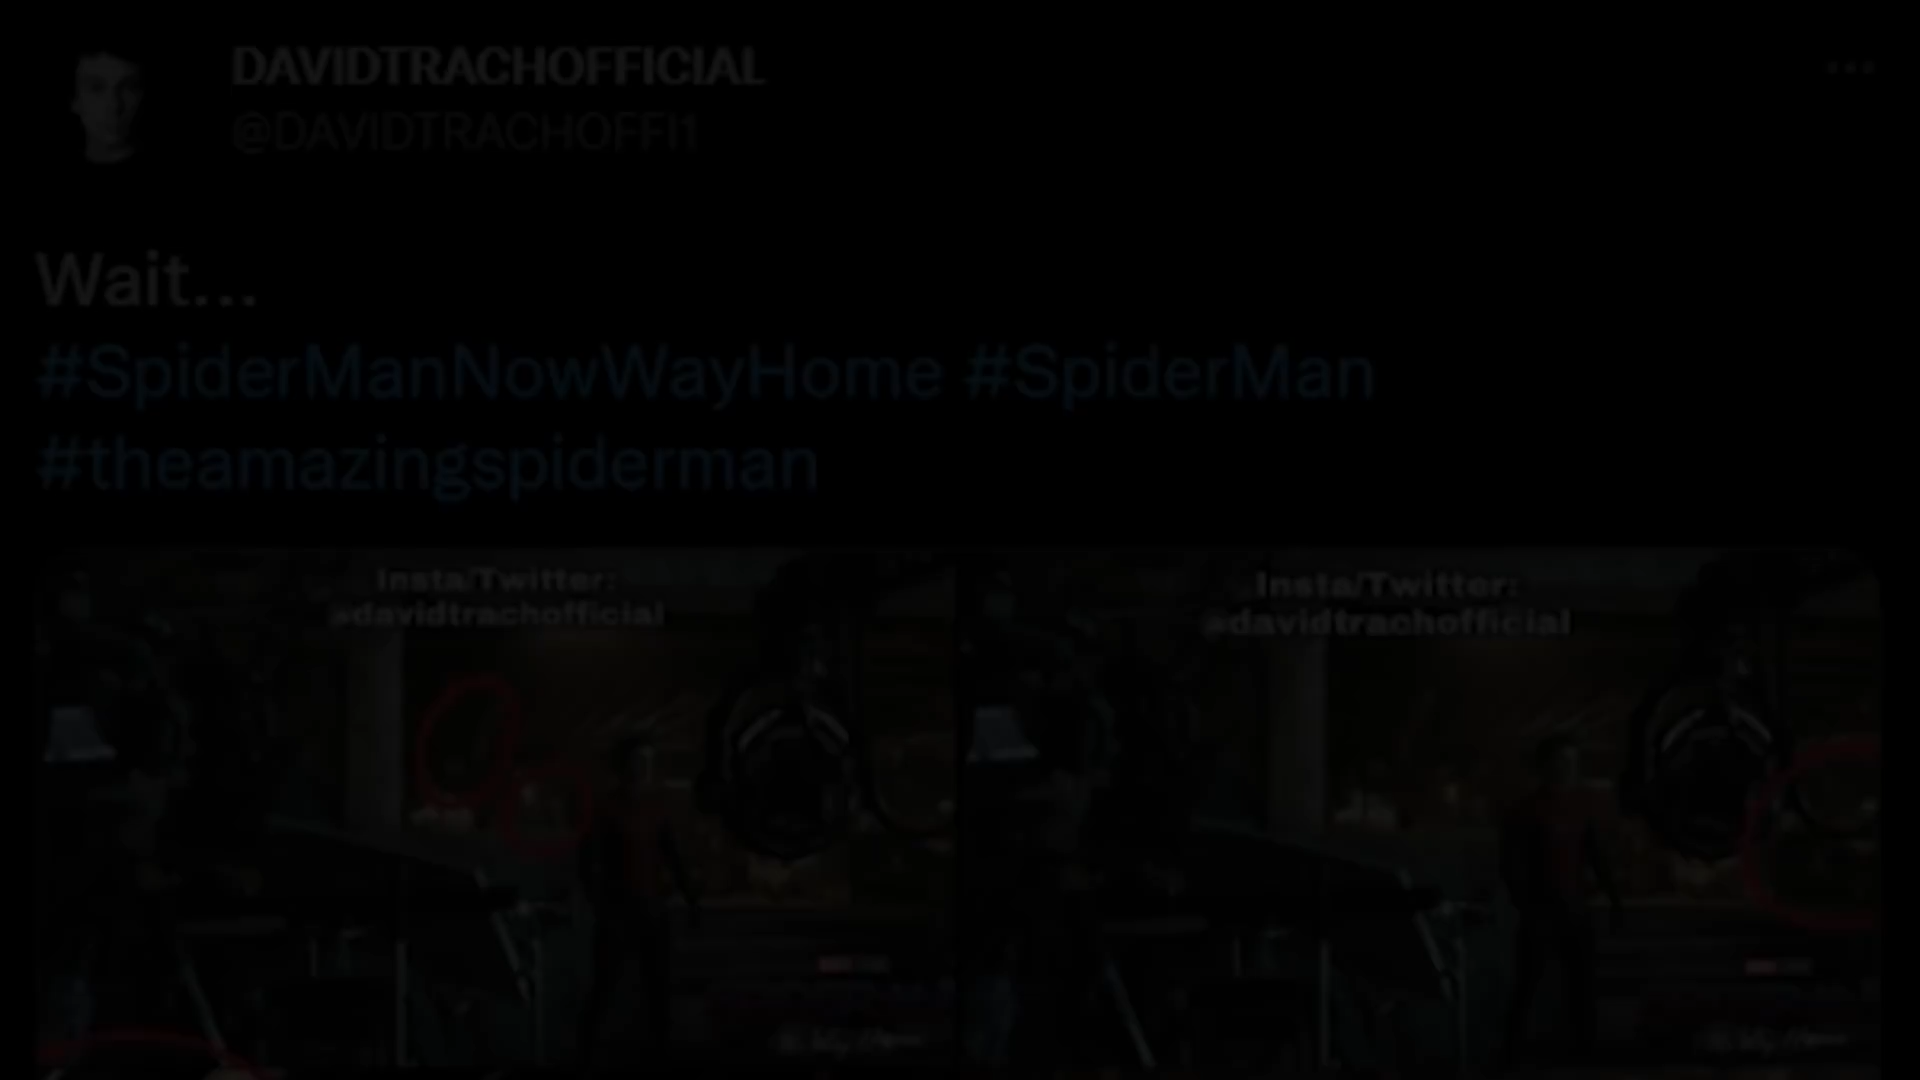 DAVIDTRACHOFFICIAL
@DAVIDTRACHOFFI1
Wait...
#SpiderManNowWayHome #SpiderMan
#theamazingspiderman
Insta/Twitter:
@davidtrachofficial
Insta/Twitter:
@davidtrachofficial